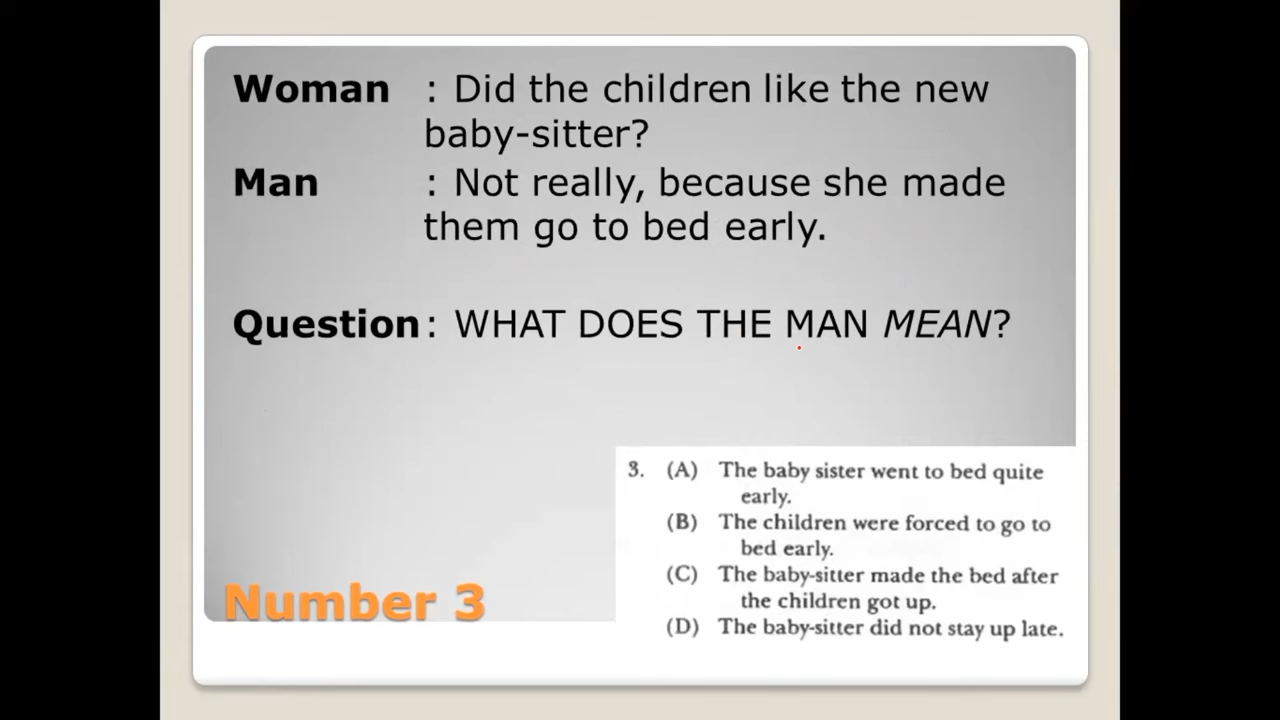 Woman : Did the children like the new
baby-sitter?
Man : Not really, because she made
them go to bed early.
Question : WHAT DOES THE MAN MEAN?
3. (A) The baby sister went to bed quite
early.
(B) The children were forced to go to
bed early.
(C) The baby-sitter made the bed after
the children got up.
(D) The baby-sitter did not stay up late.
Number 3